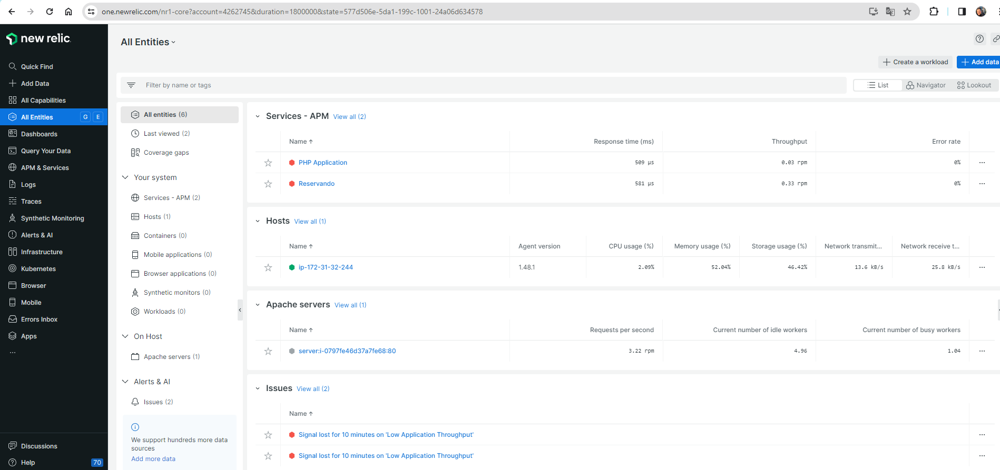 one.newrelic.com/nr1-core?account=4262745&duration=1800000&state=577d506e-5da1-199c-1001-24a06d634578
new relic
Quick Find
Add Data
All Capabilities
All Entities G E
Dashboards
Query Your Data
APM & Services
Logs
Traces
Synthetic Monitoring
Alerts & AI
Infrastructure
Kubernetes
Browser
Mobile
Errors Inbox
Apps
...
Discussions
Help 70
All Entities
Create a workload
Add data
Filter by name or tags
List Navigator Lookout
All entities (6)
Last viewed (2)
Coverage gaps
Your system
Services - APM (2)
Hosts (1)
Containers (0)
Mobile applications (0)
Browser applications (0)
Synthetic monitors (0)
Workloads (0)
On Host
Apache servers (1)
Alerts & AI
Issues (2)
We support hundreds more data
sources
Add more data
Services - APM View all (2)
Name ↑ Response time (ms) Throughput Error rate
PHP Application 509 µs 0.03 rpm 0% ...
Reservando 581 µs 0.33 rpm 0% ...
Hosts View all (1)
Name ↑ Agent version CPU usage (%) Memory usage (%) Storage usage (%) Network transmit... Network receive t...
ip-172-31-32-244 1.48.1 2.09% 52.04% 46.42% 13.6 kB/s 25.8 kB/s ...
Apache servers View all (1)
Name ↑ Requests per second Current number of idle workers Current number of busy workers
server:i-0797fe46d37a7fe68:80 3.22 rpm 4.96 1.04 ...
Issues View all (2)
Name ↑
Signal lost for 10 minutes on 'Low Application Throughput' ...
Signal lost for 10 minutes on 'Low Application Throughput' ...